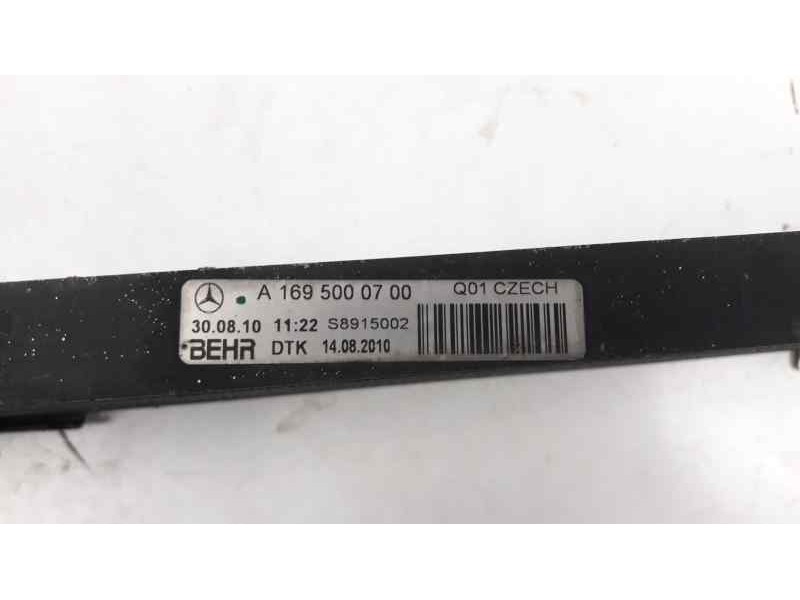 A 169 500 07 00 Q01 CZECH
30.08.10 11:22 S8915002
BEHR DTK 14.08.2010